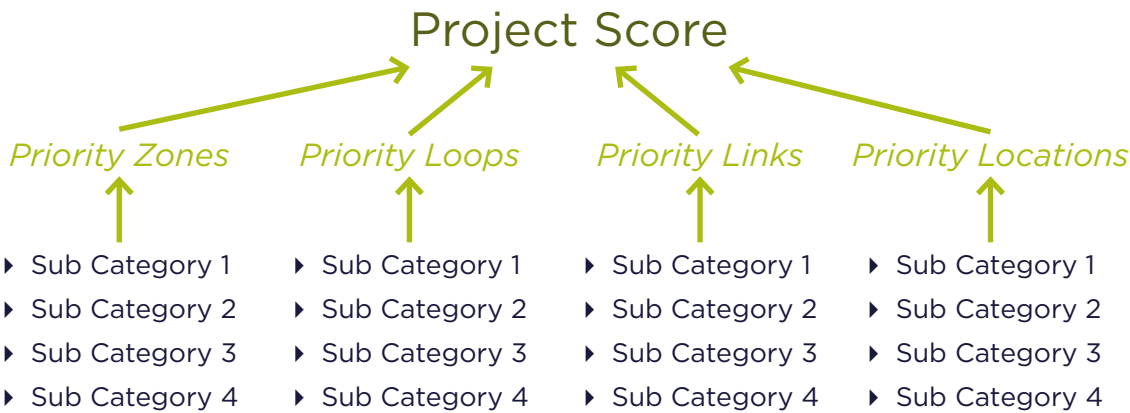 Project Score
Priority Zones
Priority Loops
Priority Links
Priority Locations
Sub Category 1
Sub Category 2
Sub Category 3
Sub Category 4
Sub Category 1
Sub Category 2
Sub Category 3
Sub Category 4
Sub Category 1
Sub Category 2
Sub Category 3
Sub Category 4
Sub Category 1
Sub Category 2
Sub Category 3
Sub Category 4